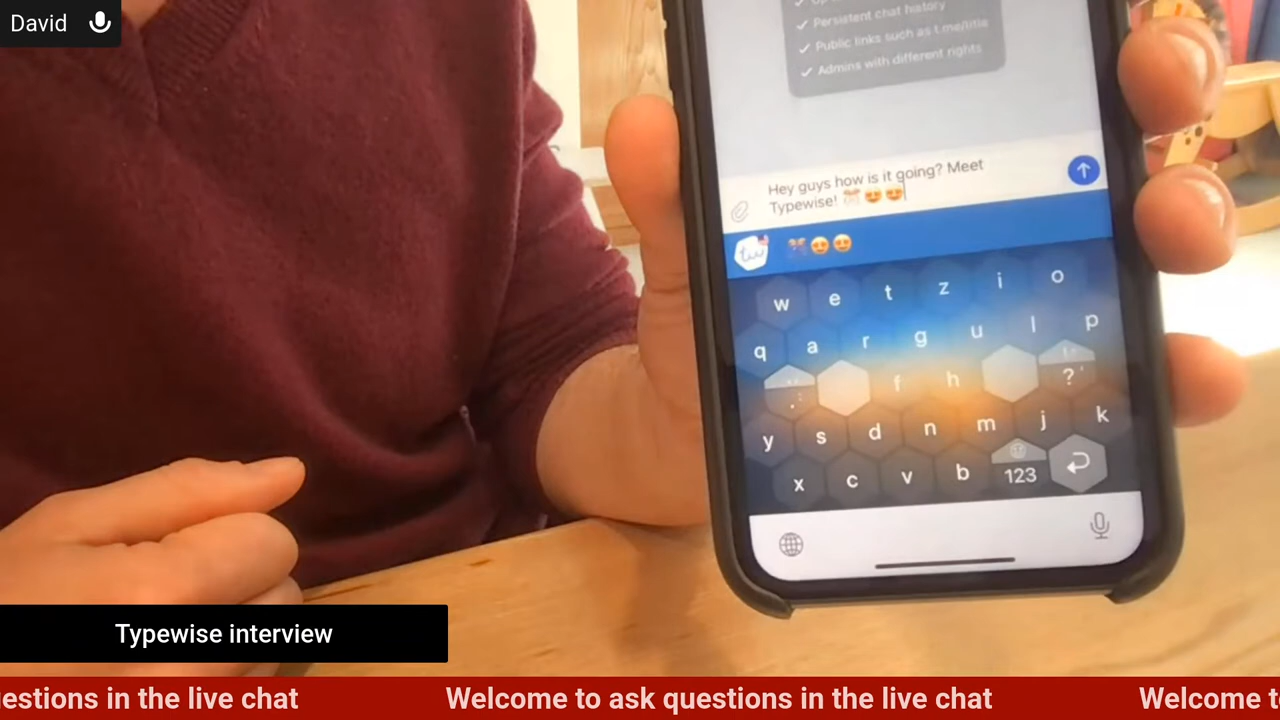 David
✓ Persistent chat history
✓ Public links such as t.me/title
✓ Admins with different rights
Hey guys how is it going? Meet
Typewise! 🎊😍😍
tw 🎊😍😍
w e t z i o
q a r g u l p
f h ? '
y s d n m j k
x c v b 123
Typewise interview
estions in the live chat Welcome to ask questions in the live chat Welcome t